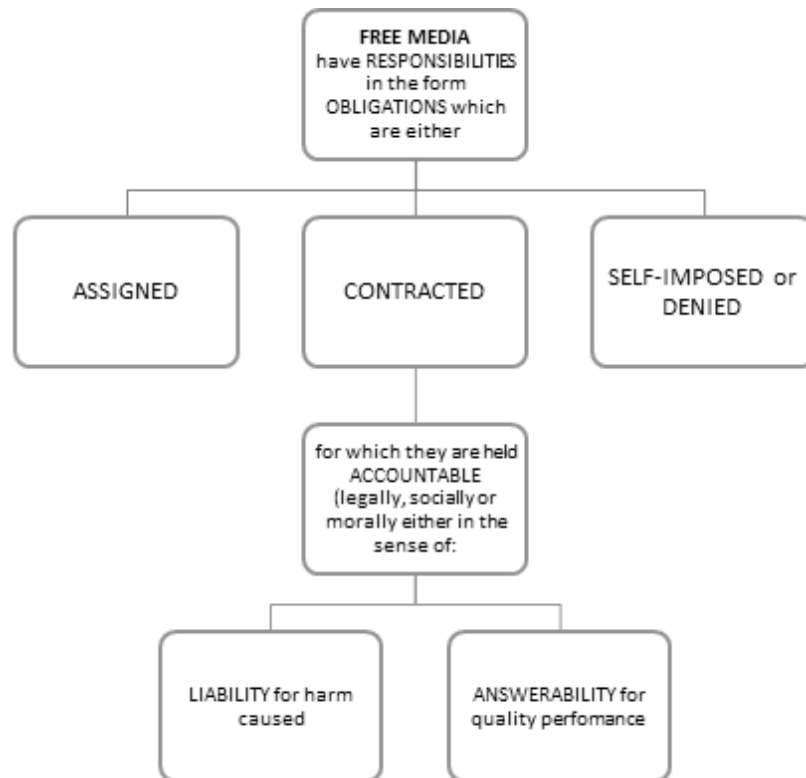 FREE MEDIA
have RESPONSIBILITIES
in the form
OBLIGATIONS which
are either
ASSIGNED
CONTRACTED
SELF-IMPOSED or
DENIED
for which they are held
ACCOUNTABLE
(legally, socially or
morally either in the
sense of:
LIABILITY for harm
caused
ANSWERABILITY for
quality perfomance